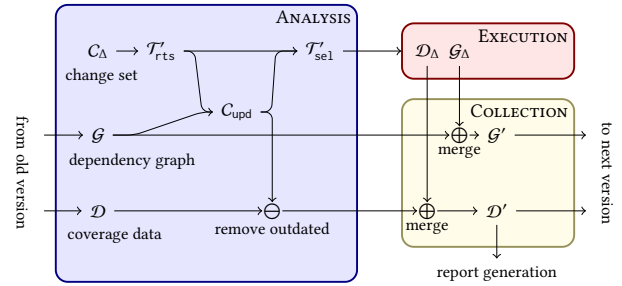 ANALYSIS
EXECUTION
C_Δ → T′_rts
T′_sel
D_Δ G_Δ
change set
C_upd
COLLECTION
from old version
G
dependency graph
⊕
G′
merge
to next version
D
coverage data
⊖
remove outdated
⊕
D′
merge
report generation